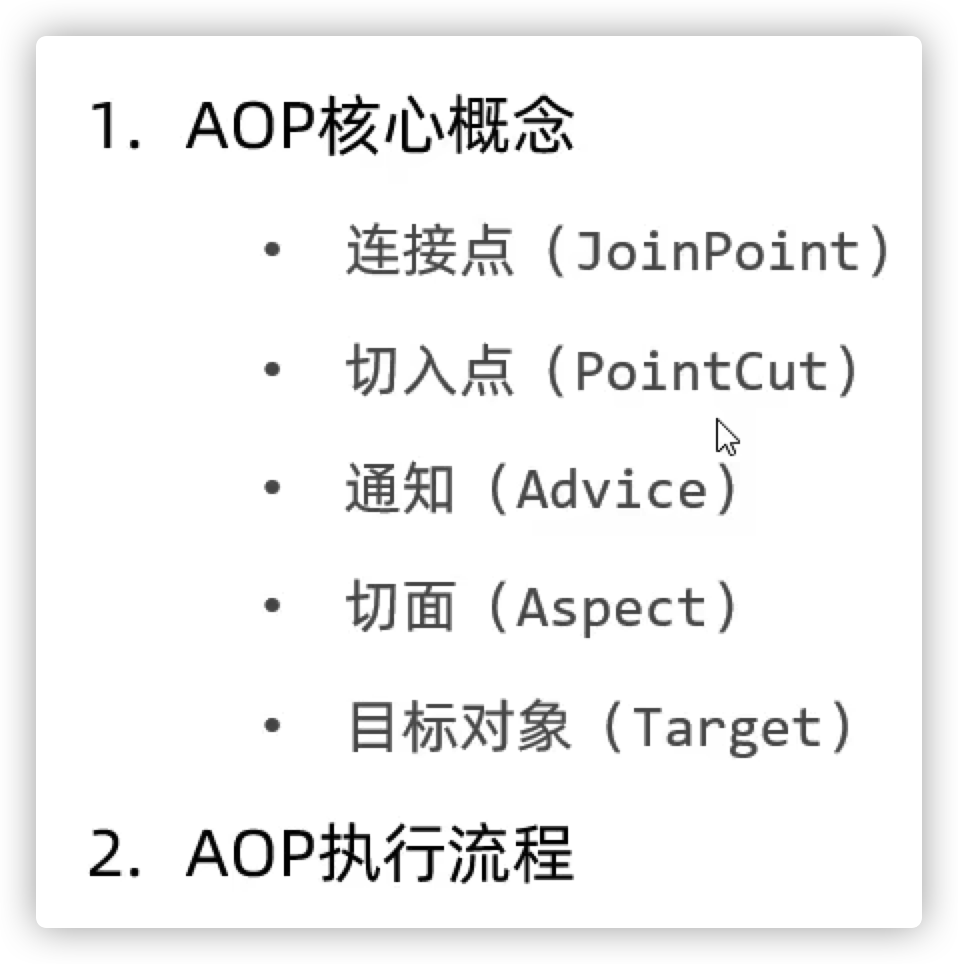 1. AOP核心概念
• 连接点（JoinPoint）
• 切入点（PointCut）
• 通知（Advice）
• 切面（Aspect）
• 目标对象（Target）
2. AOP执行流程